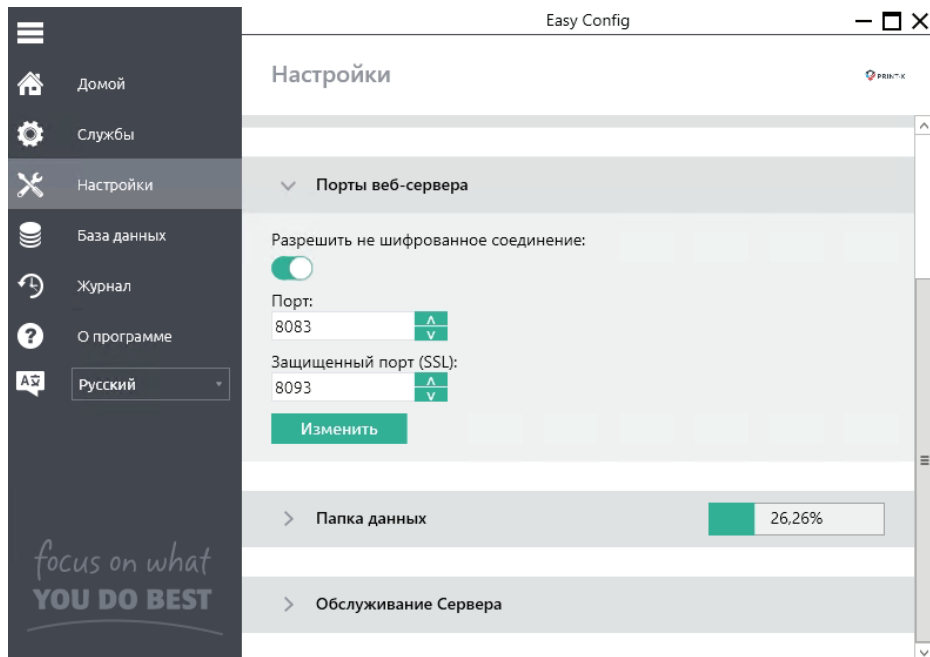 Easy Config
Домой
Службы
Настройки
База данных
Журнал
О программе
Русский
focus on what
YOU DO BEST
Настройки
PRINT-X
Порты веб-сервера
Разрешить не шифрованное соединение:
Порт:
8083
Защищенный порт (SSL):
8093
Изменить
Папка данных
26,26%
Обслуживание Сервера